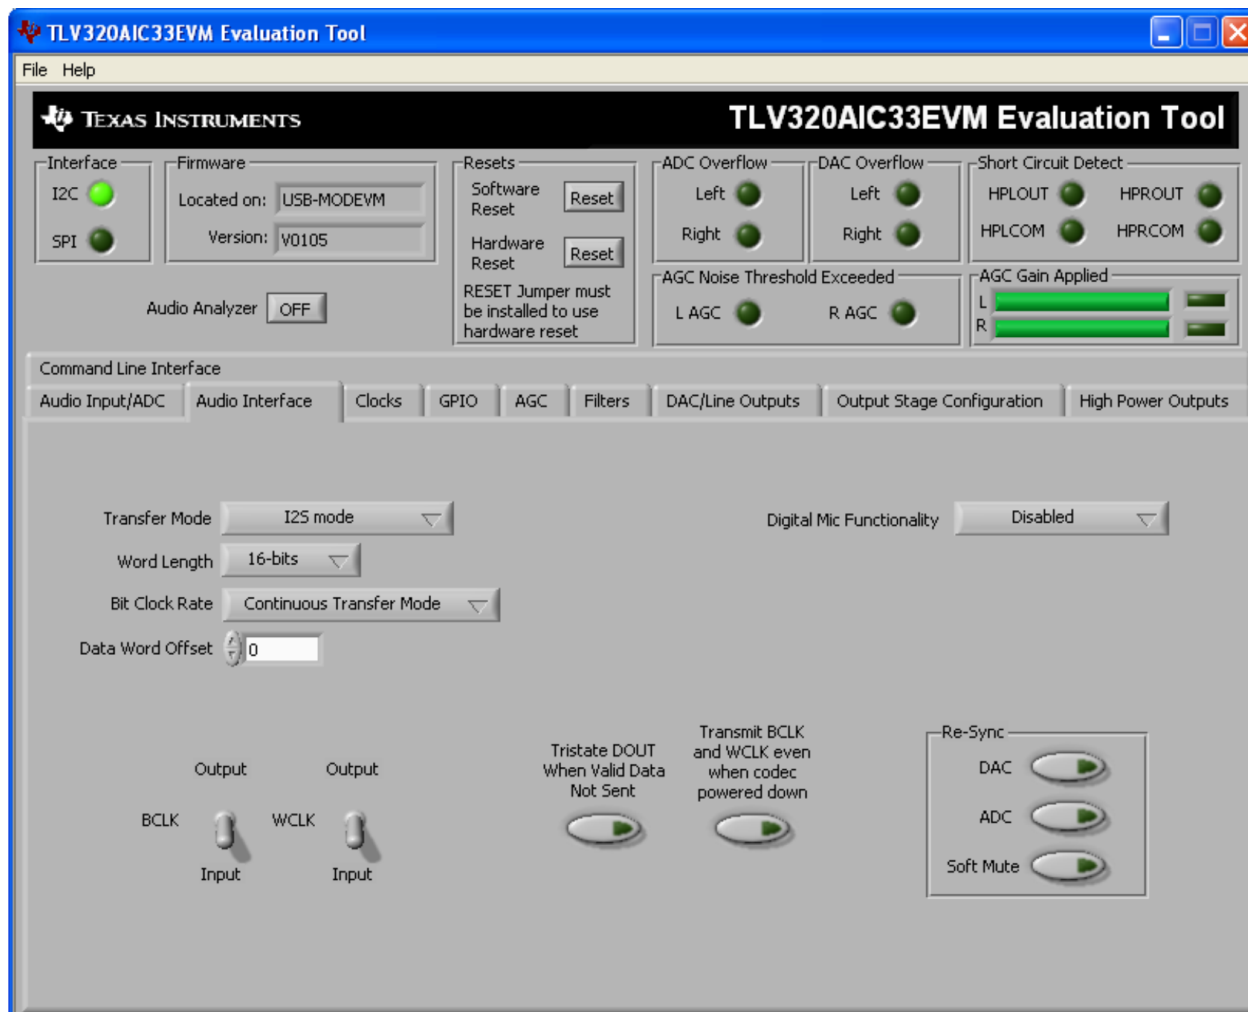 TLV320AIC33EVM Evaluation Tool
File Help
TEXAS INSTRUMENTS
TLV320AIC33EVM Evaluation Tool
Interface
I2C
SPI
Firmware
Located on: USB-MODEVM
Version: V0105
Audio Analyzer OFF
Resets
Software
Reset
Reset
Hardware
Reset
Reset
RESET Jumper must
be installed to use
hardware reset
ADC Overflow
Left
Right
DAC Overflow
Left
Right
Short Circuit Detect
HPLOUT HPROUT
HPLCOM HPRCOM
AGC Noise Threshold Exceeded
L AGC R AGC
AGC Gain Applied
L
R
Command Line Interface
Audio Input/ADC Audio Interface Clocks GPIO AGC Filters DAC/Line Outputs Output Stage Configuration High Power Outputs
Transfer Mode I2S mode
Digital Mic Functionality Disabled
Word Length 16-bits
Bit Clock Rate Continuous Transfer Mode
Data Word Offset 0
Output Output
BCLK WCLK
Input Input
Tristate DOUT
When Valid Data
Not Sent
Transmit BCLK
and WCLK even
when codec
powered down
Re-Sync
DAC
ADC
Soft Mute